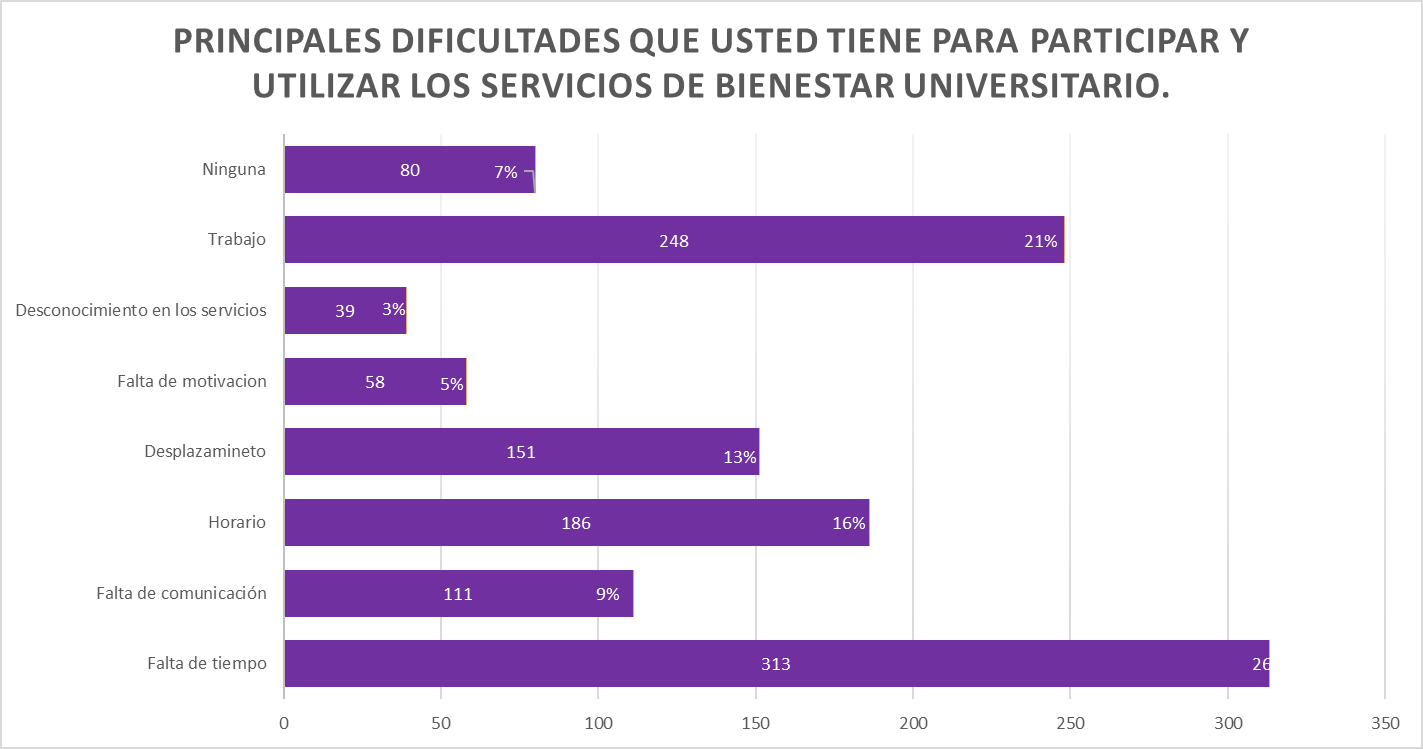 PRINCIPALES DIFICULTADES QUE USTED TIENE PARA PARTICIPAR Y
UTILIZAR LOS SERVICIOS DE BIENESTAR UNIVERSITARIO.
Ninguna 80 7%
Trabajo 248 21%
Desconocimiento en los servicios 39 3%
Falta de motivacion 58 5%
Desplazamineto 151 13%
Horario 186 16%
Falta de comunicación 111 9%
Falta de tiempo 313 26
0 50 100 150 200 250 300 350